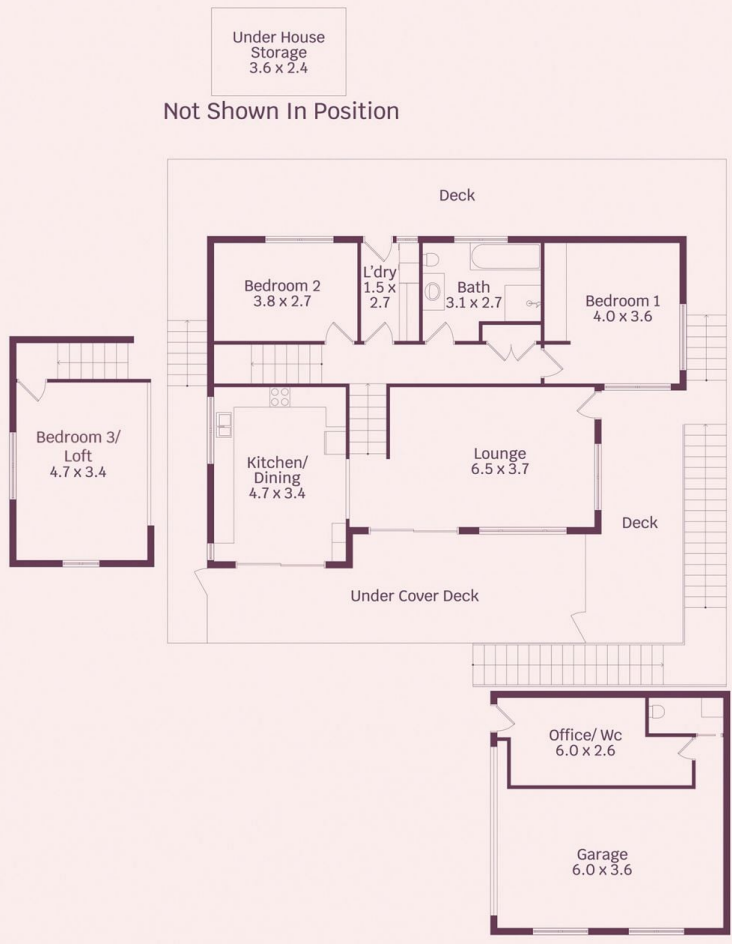 Under House
Storage
3.6 x 2.4
Not Shown In Position
Deck
Bedroom 2
3.8 x 2.7
L'dry
1.5 x
2.7
Bath
3.1 x 2.7
Bedroom 1
4.0 x 3.6
Bedroom 3/
Loft
4.7 x 3.4
Kitchen/
Dining
4.7 x 3.4
Lounge
6.5 x 3.7
Deck
Under Cover Deck
Office/ Wc
6.0 x 2.6
Garage
6.0 x 3.6